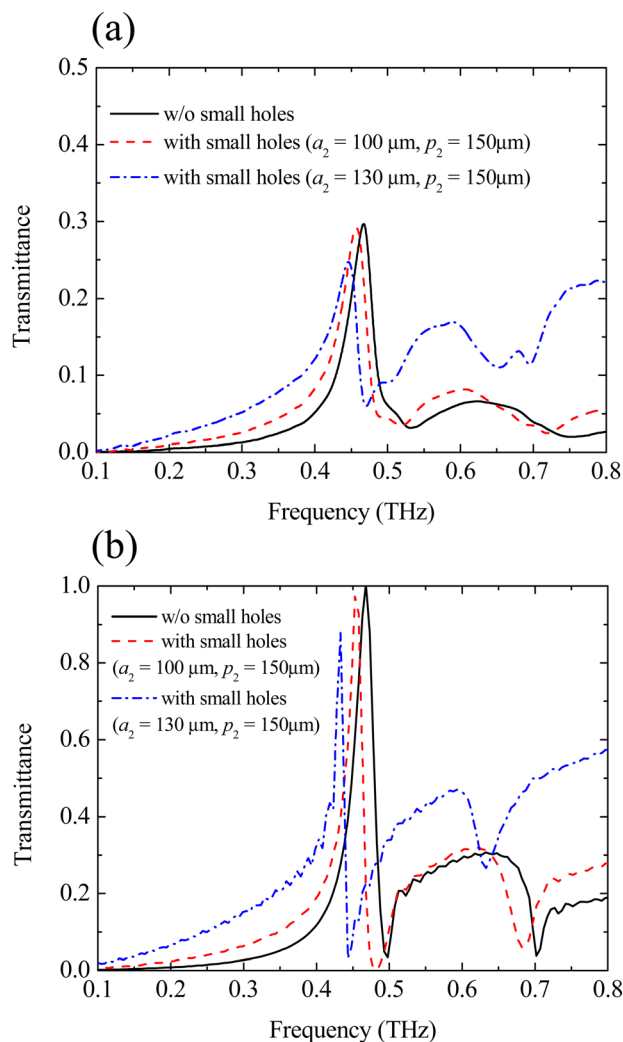 (a)
0.5
w/o small holes
0.4
with small holes (a2 = 100 μm, p2 = 150μm)
with small holes (a2 = 130 μm, p2 = 150μm)
0.3
Transmittance
0.2
0.1
0.0
0.1 0.2 0.3 0.4 0.5 0.6 0.7 0.8
Frequency (THz)
(b)
1.0
w/o small holes
with small holes
0.8
(a2 = 100 μm, p2 = 150μm)
with small holes
(a2 = 130 μm, p2 = 150μm)
0.6
Transmittance
0.4
0.2
0.0
0.1 0.2 0.3 0.4 0.5 0.6 0.7 0.8
Frequency (THz)